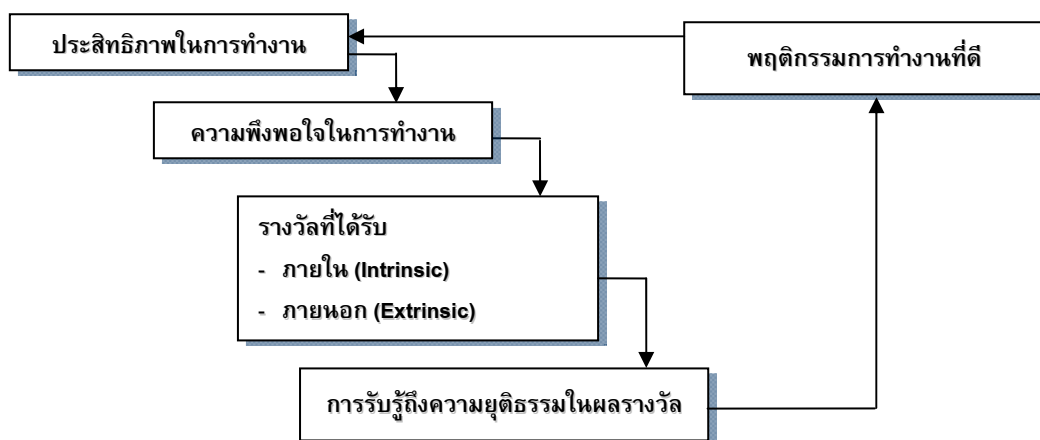 ประสิทธิภาพในการทำงาน
พฤติกรรมการทำงานที่ดี
ความพึงพอใจในการทำงาน
รางวัลที่ได้รับ
- ภายใน (Intrinsic)
- ภายนอก (Extrinsic)
การรับรู้ถึงความยุติธรรมในผลรางวัล